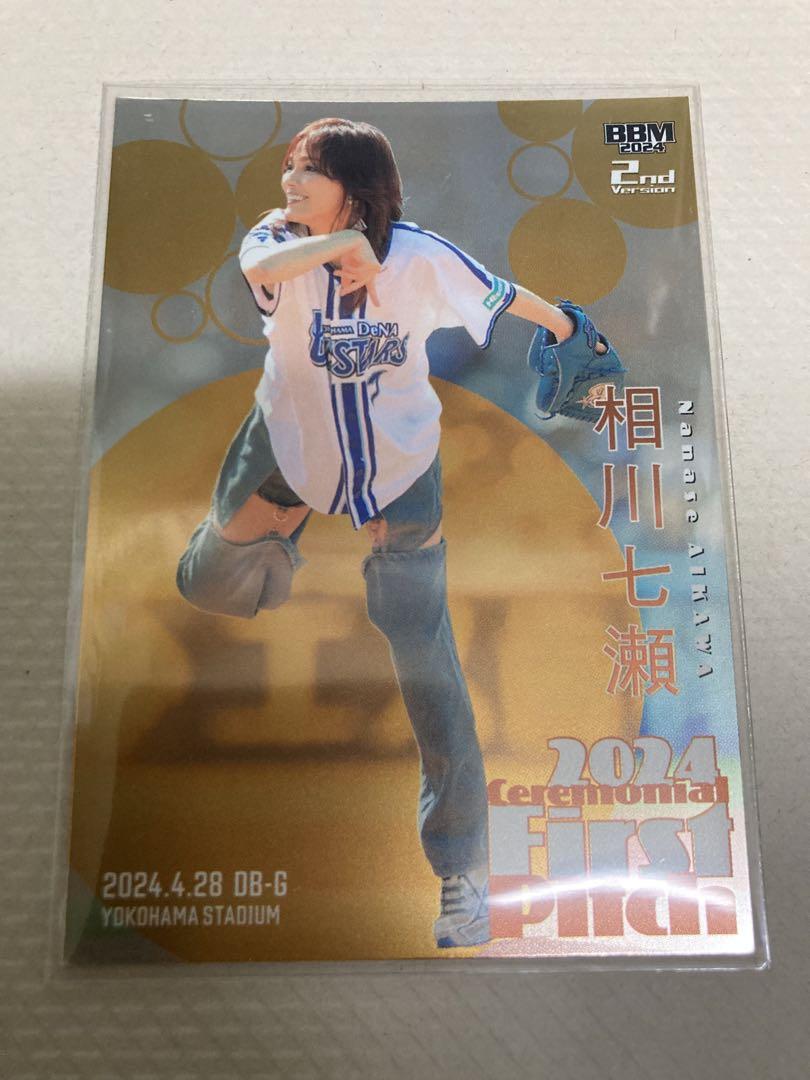 BBM
2024
2nd
Version
YOKOHAMA DeNA
BAYSTARS
相川七瀬
Nanase AIKAWA
2024
Ceremonial
First
Pitch
2024.4.28 DB-G
YOKOHAMA STADIUM